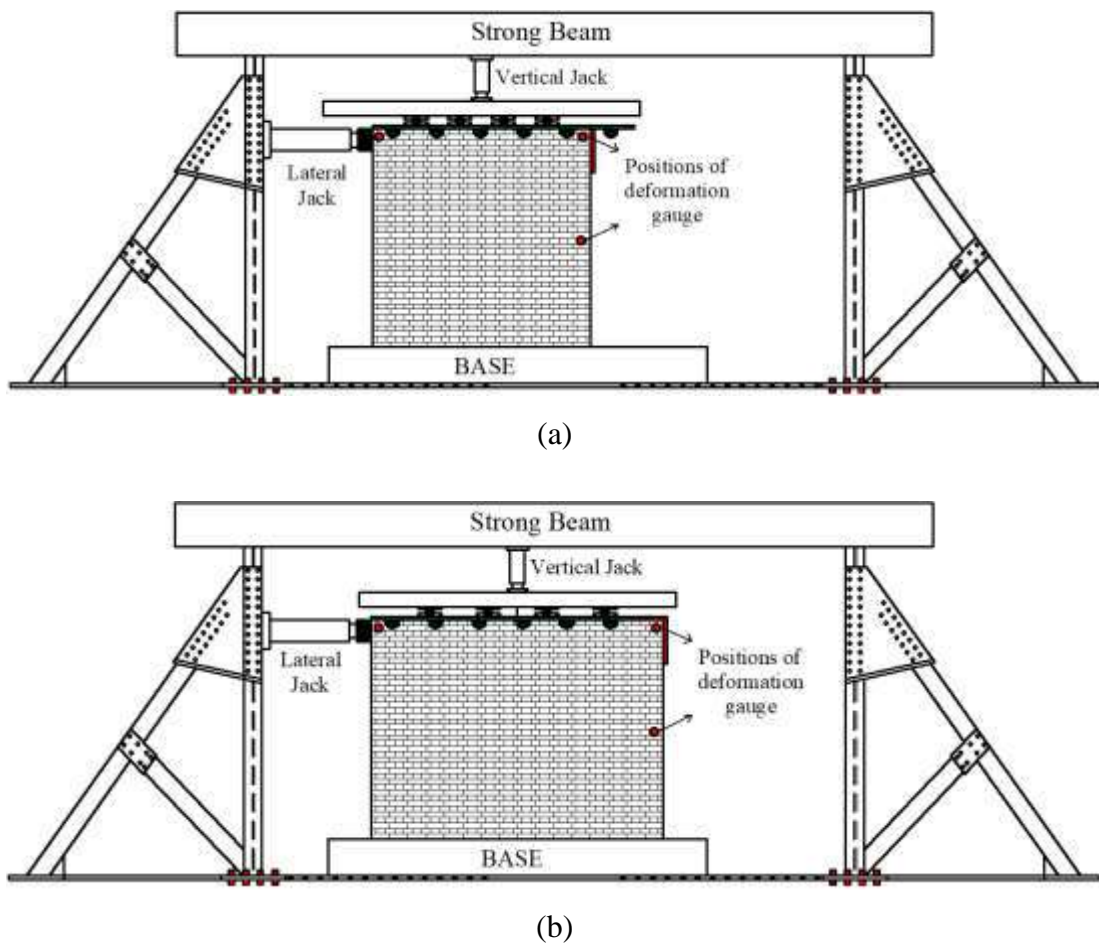 Strong Beam
Vertical Jack
Lateral
Jack
Positions of
deformation
gauge
BASE
(a)
Strong Beam
Vertical Jack
Lateral
Jack
Positions of
deformation
gauge
BASE
(b)